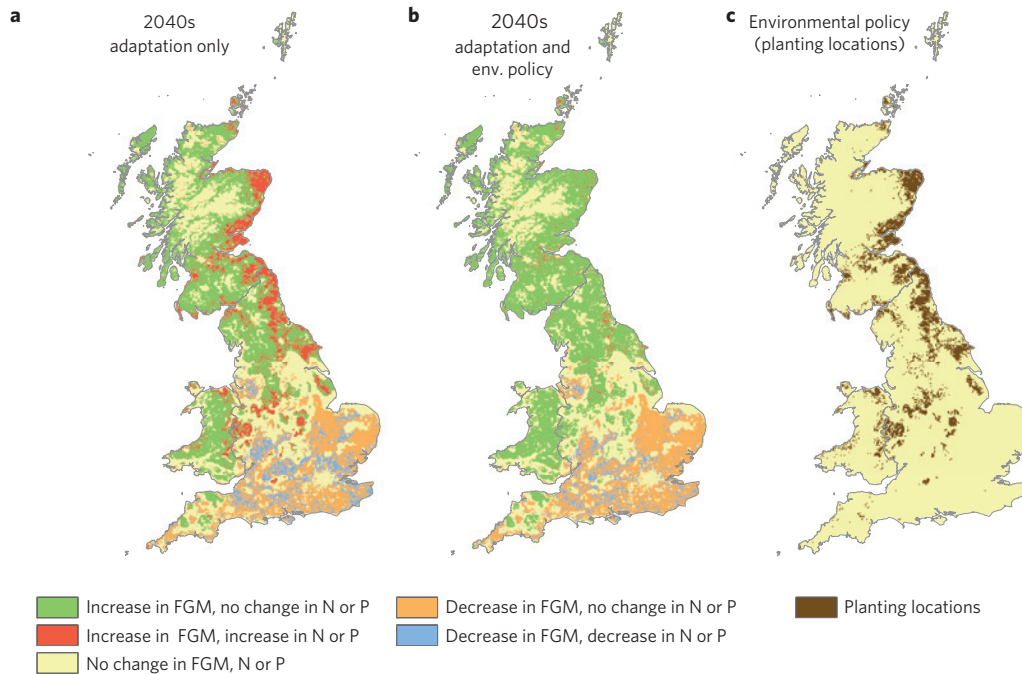 a
2040s
adaptation only
b
2040s
adaptation and
env. policy
c
Environmental policy
(planting locations)
Increase in FGM, no change in N or P
Increase in FGM, increase in N or P
No change in FGM, N or P
Decrease in FGM, no change in N or P
Decrease in FGM, decrease in N or P
Planting locations